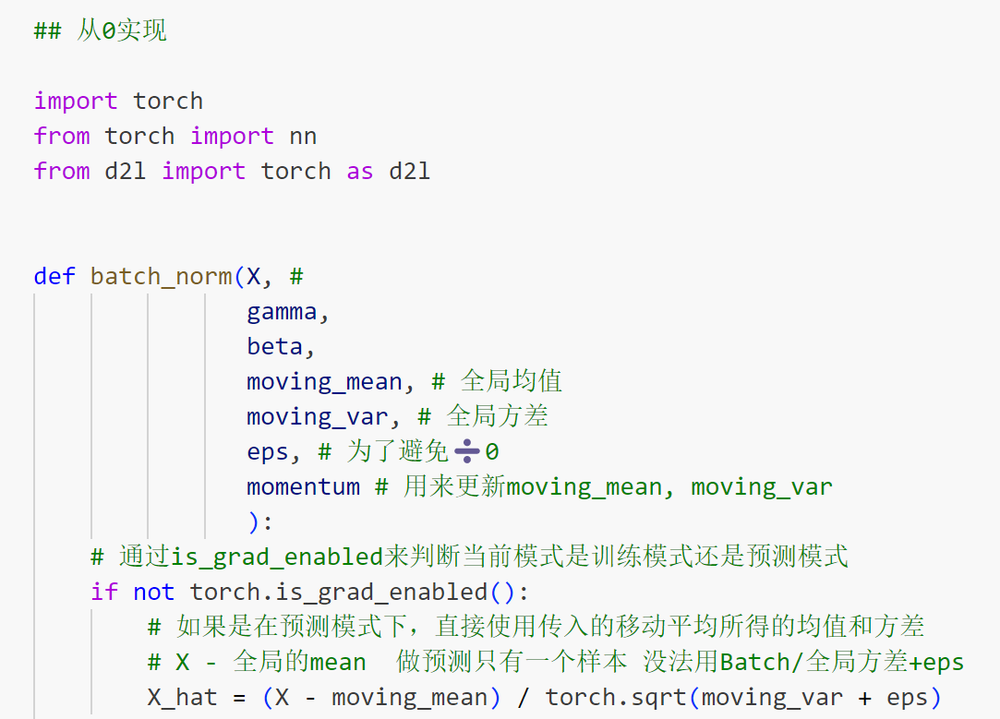 ## 从0实现
import torch
from torch import nn
from d2l import torch as d2l
def batch_norm(X, #
gamma,
beta,
moving_mean, # 全局均值
moving_var, # 全局方差
eps, # 为了避免➗0
momentum # 用来更新moving_mean, moving_var
):
# 通过is_grad_enabled来判断当前模式是训练模式还是预测模式
if not torch.is_grad_enabled():
# 如果是在预测模式下，直接使用传入的移动平均所得的均值和方差
# X - 全局的mean  做预测只有一个样本 没法用Batch/全局方差+eps
X_hat = (X - moving_mean) / torch.sqrt(moving_var + eps)